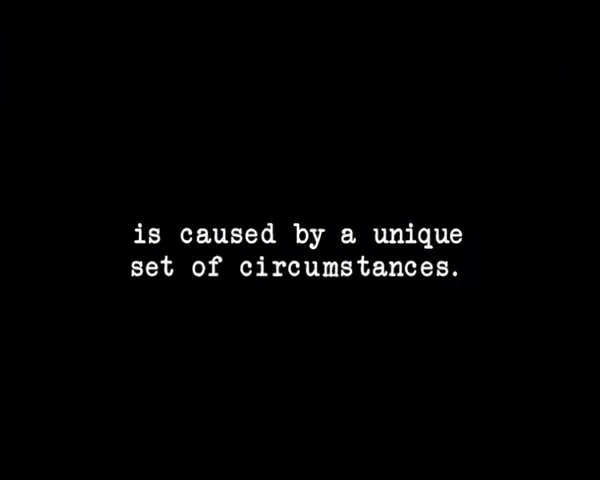 is caused by a unique
set of circumstances.